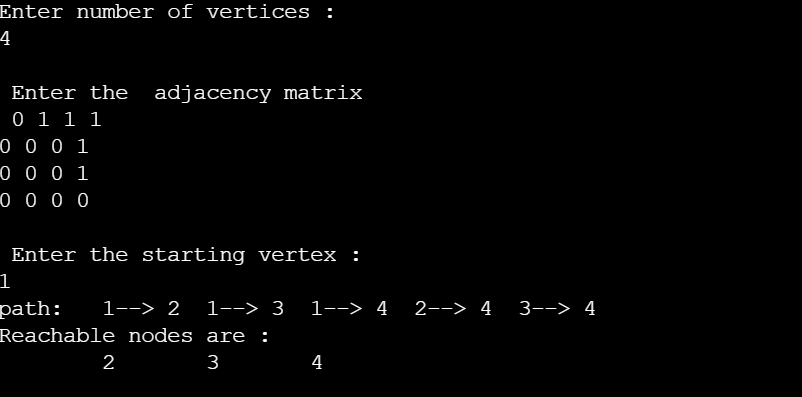 Enter number of vertices :
4
Enter the  adjacency matrix
0 1 1 1
0 0 0 1
0 0 0 1
0 0 0 0
Enter the starting vertex :
1
path:   1--> 2  1--> 3  1--> 4  2--> 4  3--> 4
Reachable nodes are :
2       3       4